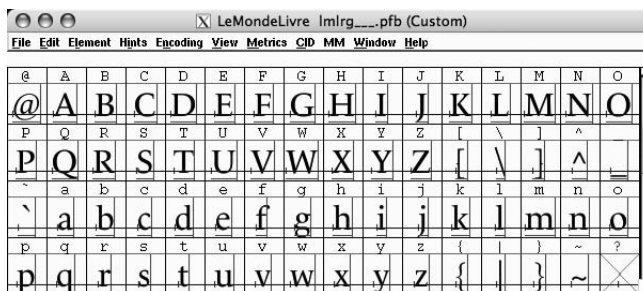 LeMondeLivre lmlrg___.pfb (Custom)
File Edit Element Hints Encoding View Metrics CID MM Window Help
@ A B C D E F G H I J K L M N O
@ A B C D E F G H I J K L M N O
P Q R S T U V W X Y Z [ \ ] ^ _
P Q R S T U V W X Y Z [ \ ] ^ _
` a b c d e f g h i j k l m n o
` a b c d e f g h i j k l m n o
p q r s t u v w x y z { | } ~ ?
p q r s t u v w x y z { | } ~